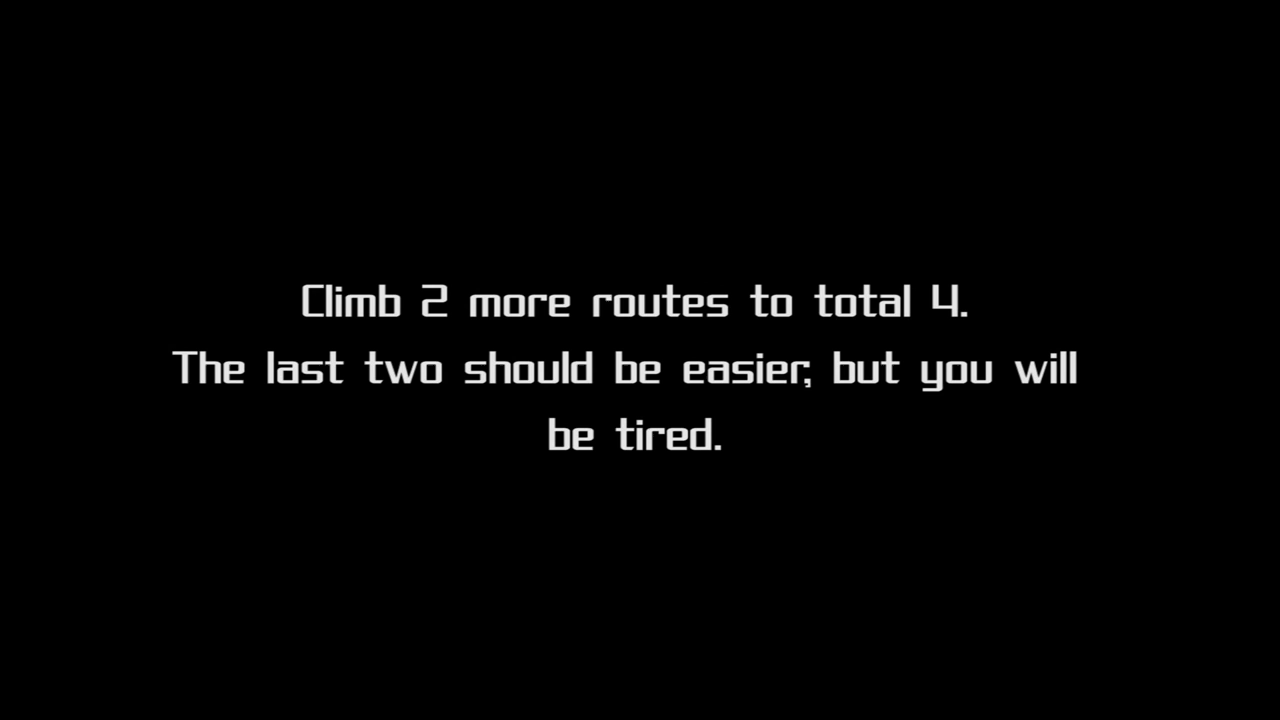 Climb 2 more routes to total 4.
The last two should be easier, but you will
be tired.